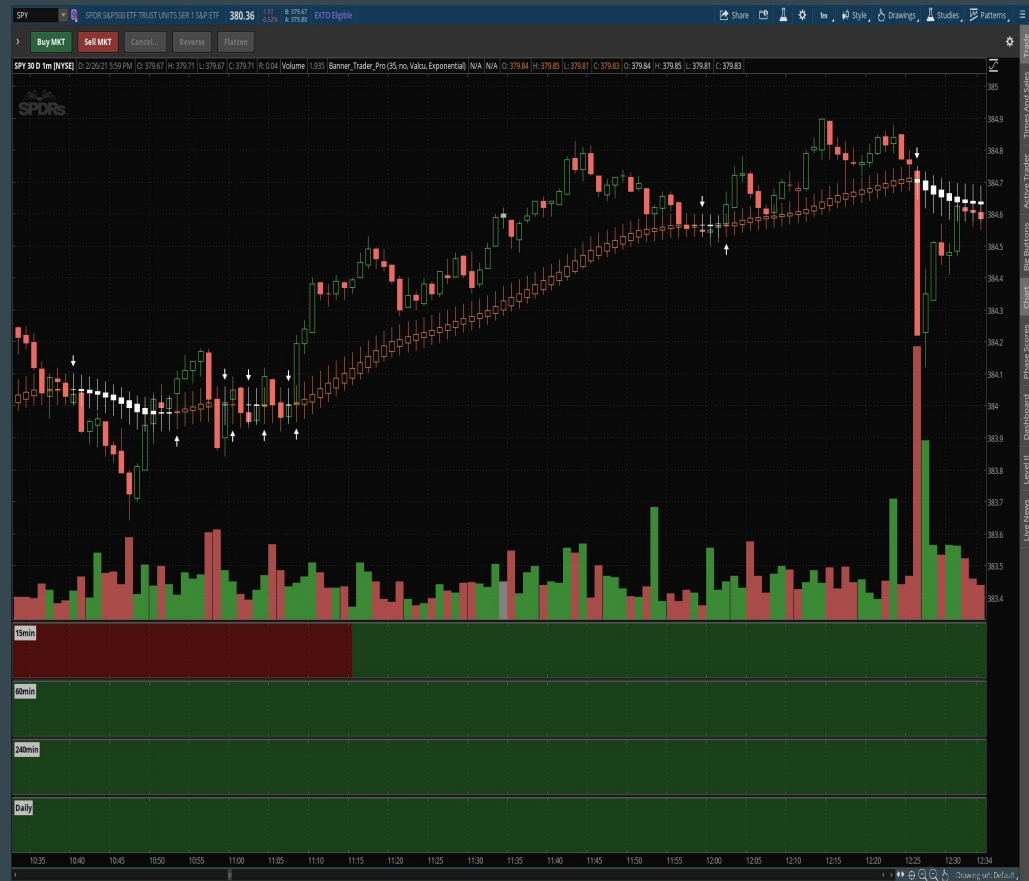 SPY SPDR S&P500 ETF TRUST UNITS SER 1 S&P ETF 380.36 -1.97 -0.52% B: 379.67 A: 379.80 EXTO Eligible Share 1m Style Drawings Studies Patterns
Buy MKT Sell MKT Cancel... Reverse Flatten
SPY 30 D 1m [NYSE] D: 2/26/21 5:59 PM O: 379.67 H: 379.71 L: 379.67 C: 379.71 R: 0.04 Volume 1,935 Banner_Trader_Pro (35, no, Valcu, Exponential) N/A N/A O: 379.84 H: 379.85 L: 379.81 C: 379.83 O: 379.84 H: 379.85 L: 379.81 C: 379.83
SPDRs
385
384.9
384.8
384.7
384.6
384.5
384.4
384.3
384.2
384.1
384
383.9
383.8
383.7
383.6
383.5
383.4
15min
60min
240min
Daily
10:35 10:40 10:45 10:50 10:55 11:00 11:05 11:10 11:15 11:20 11:25 11:30 11:35 11:40 11:45 11:50 11:55 12:00 12:05 12:10 12:15 12:20 12:25 12:30 12:34
Drawing set: Default
Trade
Times And Sales
Active Trader
Big Buttons
Chart
Phase Scores
Dashboard
Level II
Live News